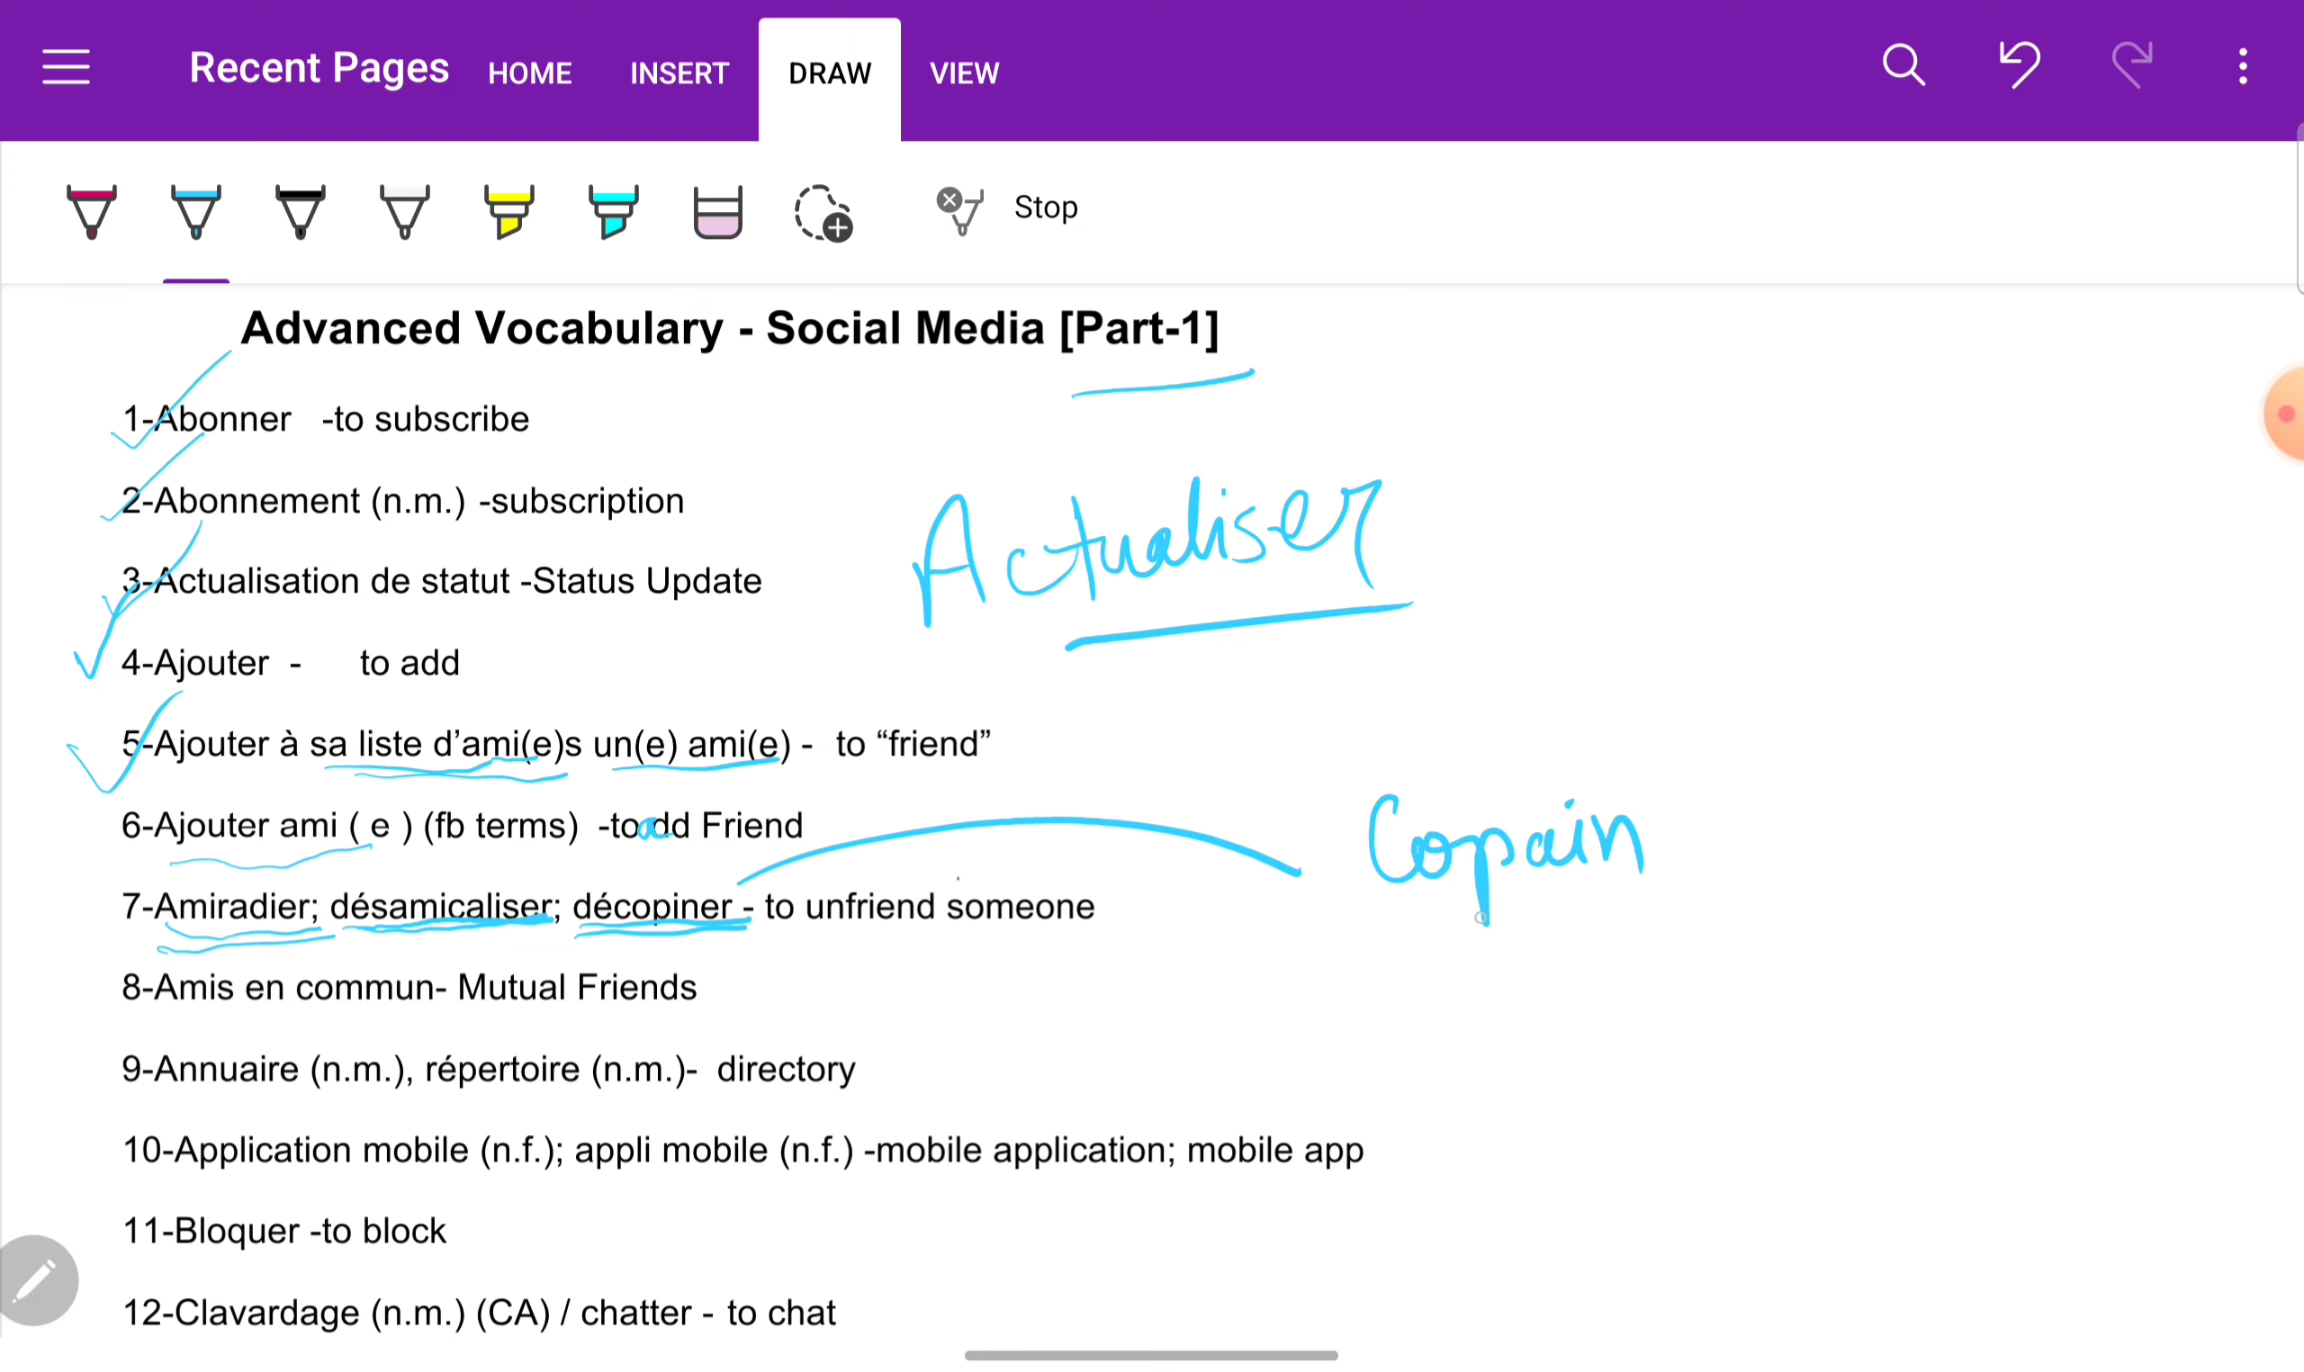 Recent Pages HOME INSERT DRAW VIEW
Stop
Advanced Vocabulary - Social Media [Part-1]
1-Abonner -to subscribe
2-Abonnement (n.m.) -subscription
Actualiser
3-Actualisation de statut -Status Update
4-Ajouter - to add
5-Ajouter à sa liste d’ami(e)s un(e) ami(e) - to “friend”
6-Ajouter ami ( e ) (fb terms) -to add Friend
Copain
7-Amiradier; désamicaliser; décopiner - to unfriend someone
8-Amis en commun- Mutual Friends
9-Annuaire (n.m.), répertoire (n.m.)- directory
10-Application mobile (n.f.); appli mobile (n.f.) -mobile application; mobile app
11-Bloquer -to block
12-Clavardage (n.m.) (CA) / chatter - to chat